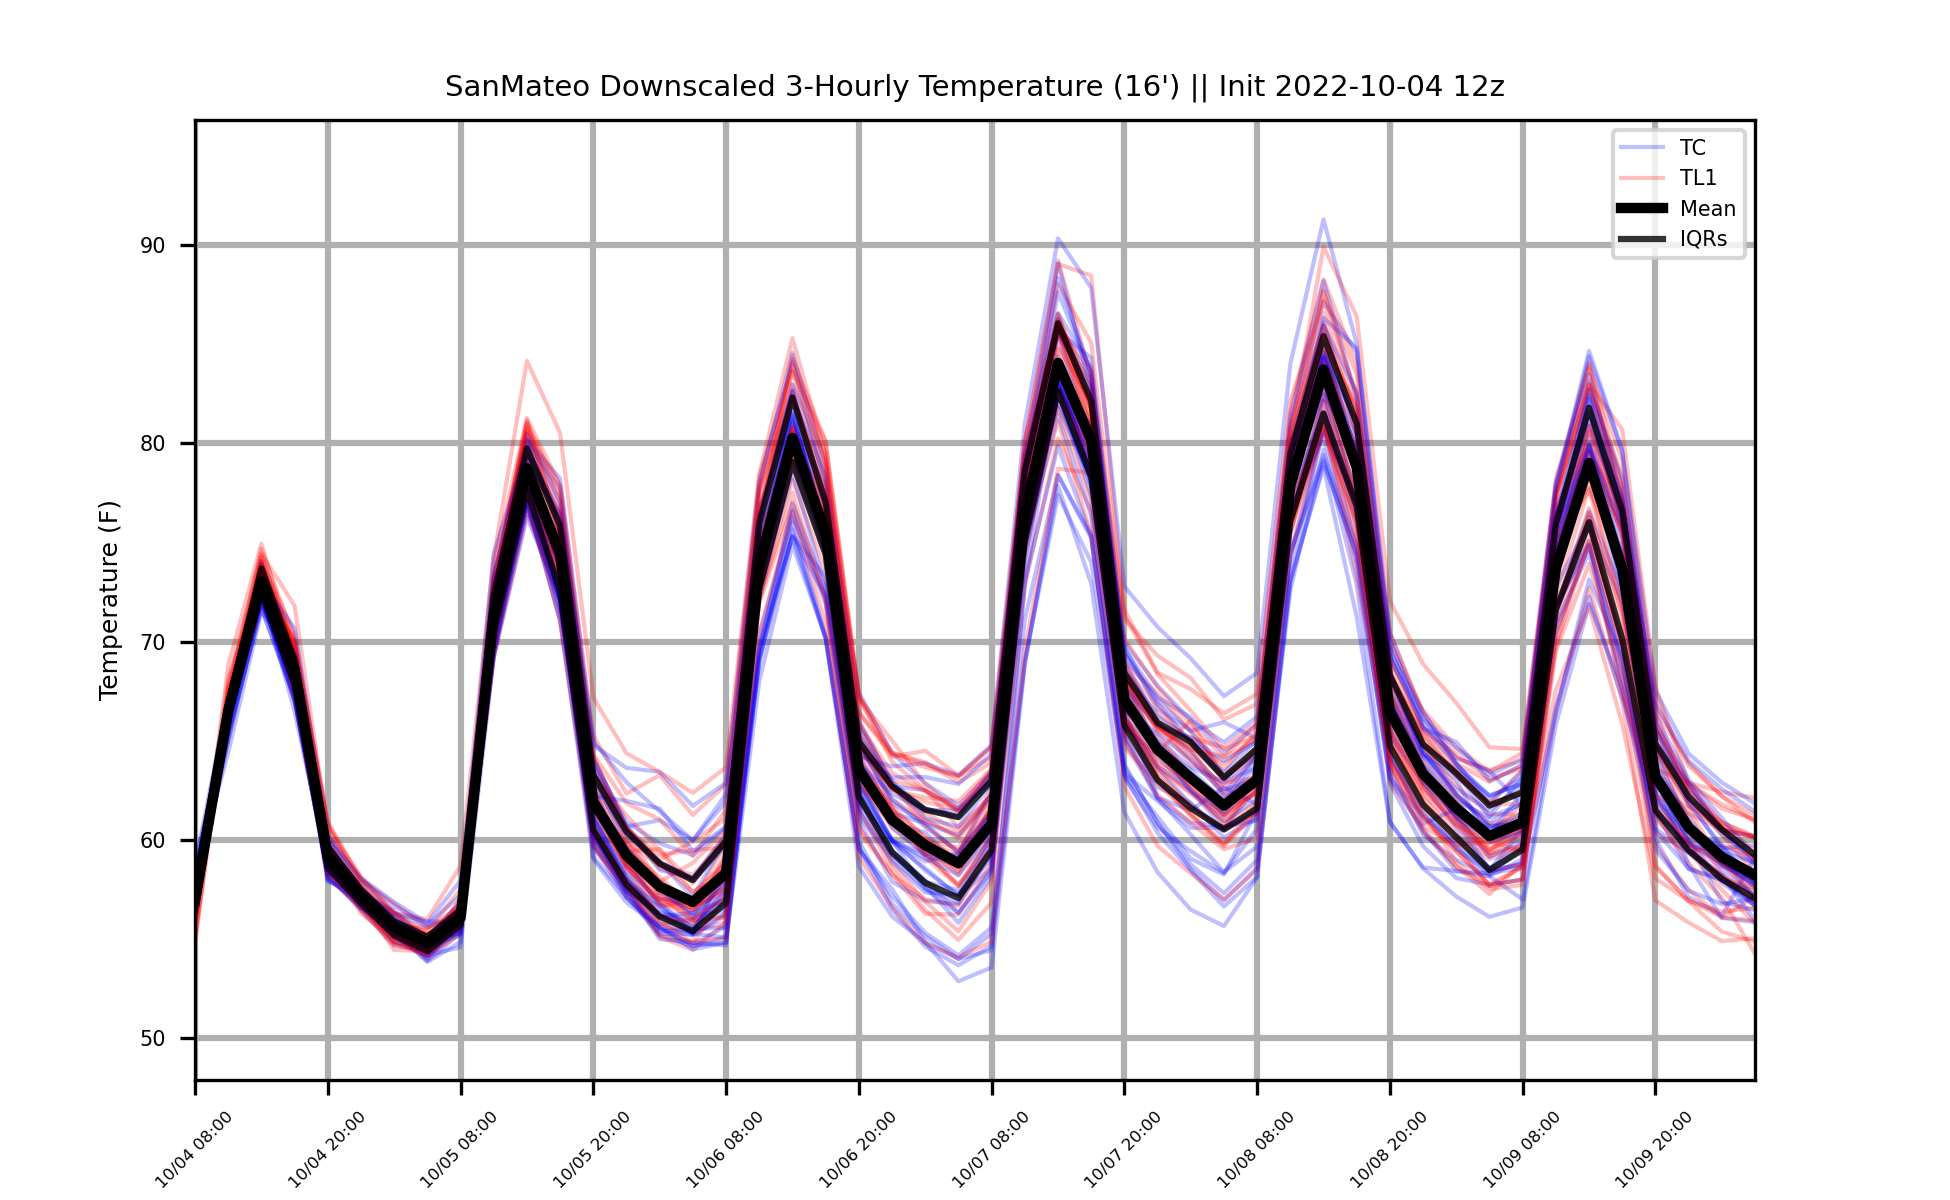 SanMateo Downscaled 3-Hourly Temperature (16') || Init 2022-10-04 12z
TC
TL1
Mean
IQRs
Temperature (F)
90
80
70
60
50
10/04 08:00
10/04 20:00
10/05 08:00
10/05 20:00
10/06 08:00
10/06 20:00
10/07 08:00
10/07 20:00
10/08 08:00
10/08 20:00
10/09 08:00
10/09 20:00